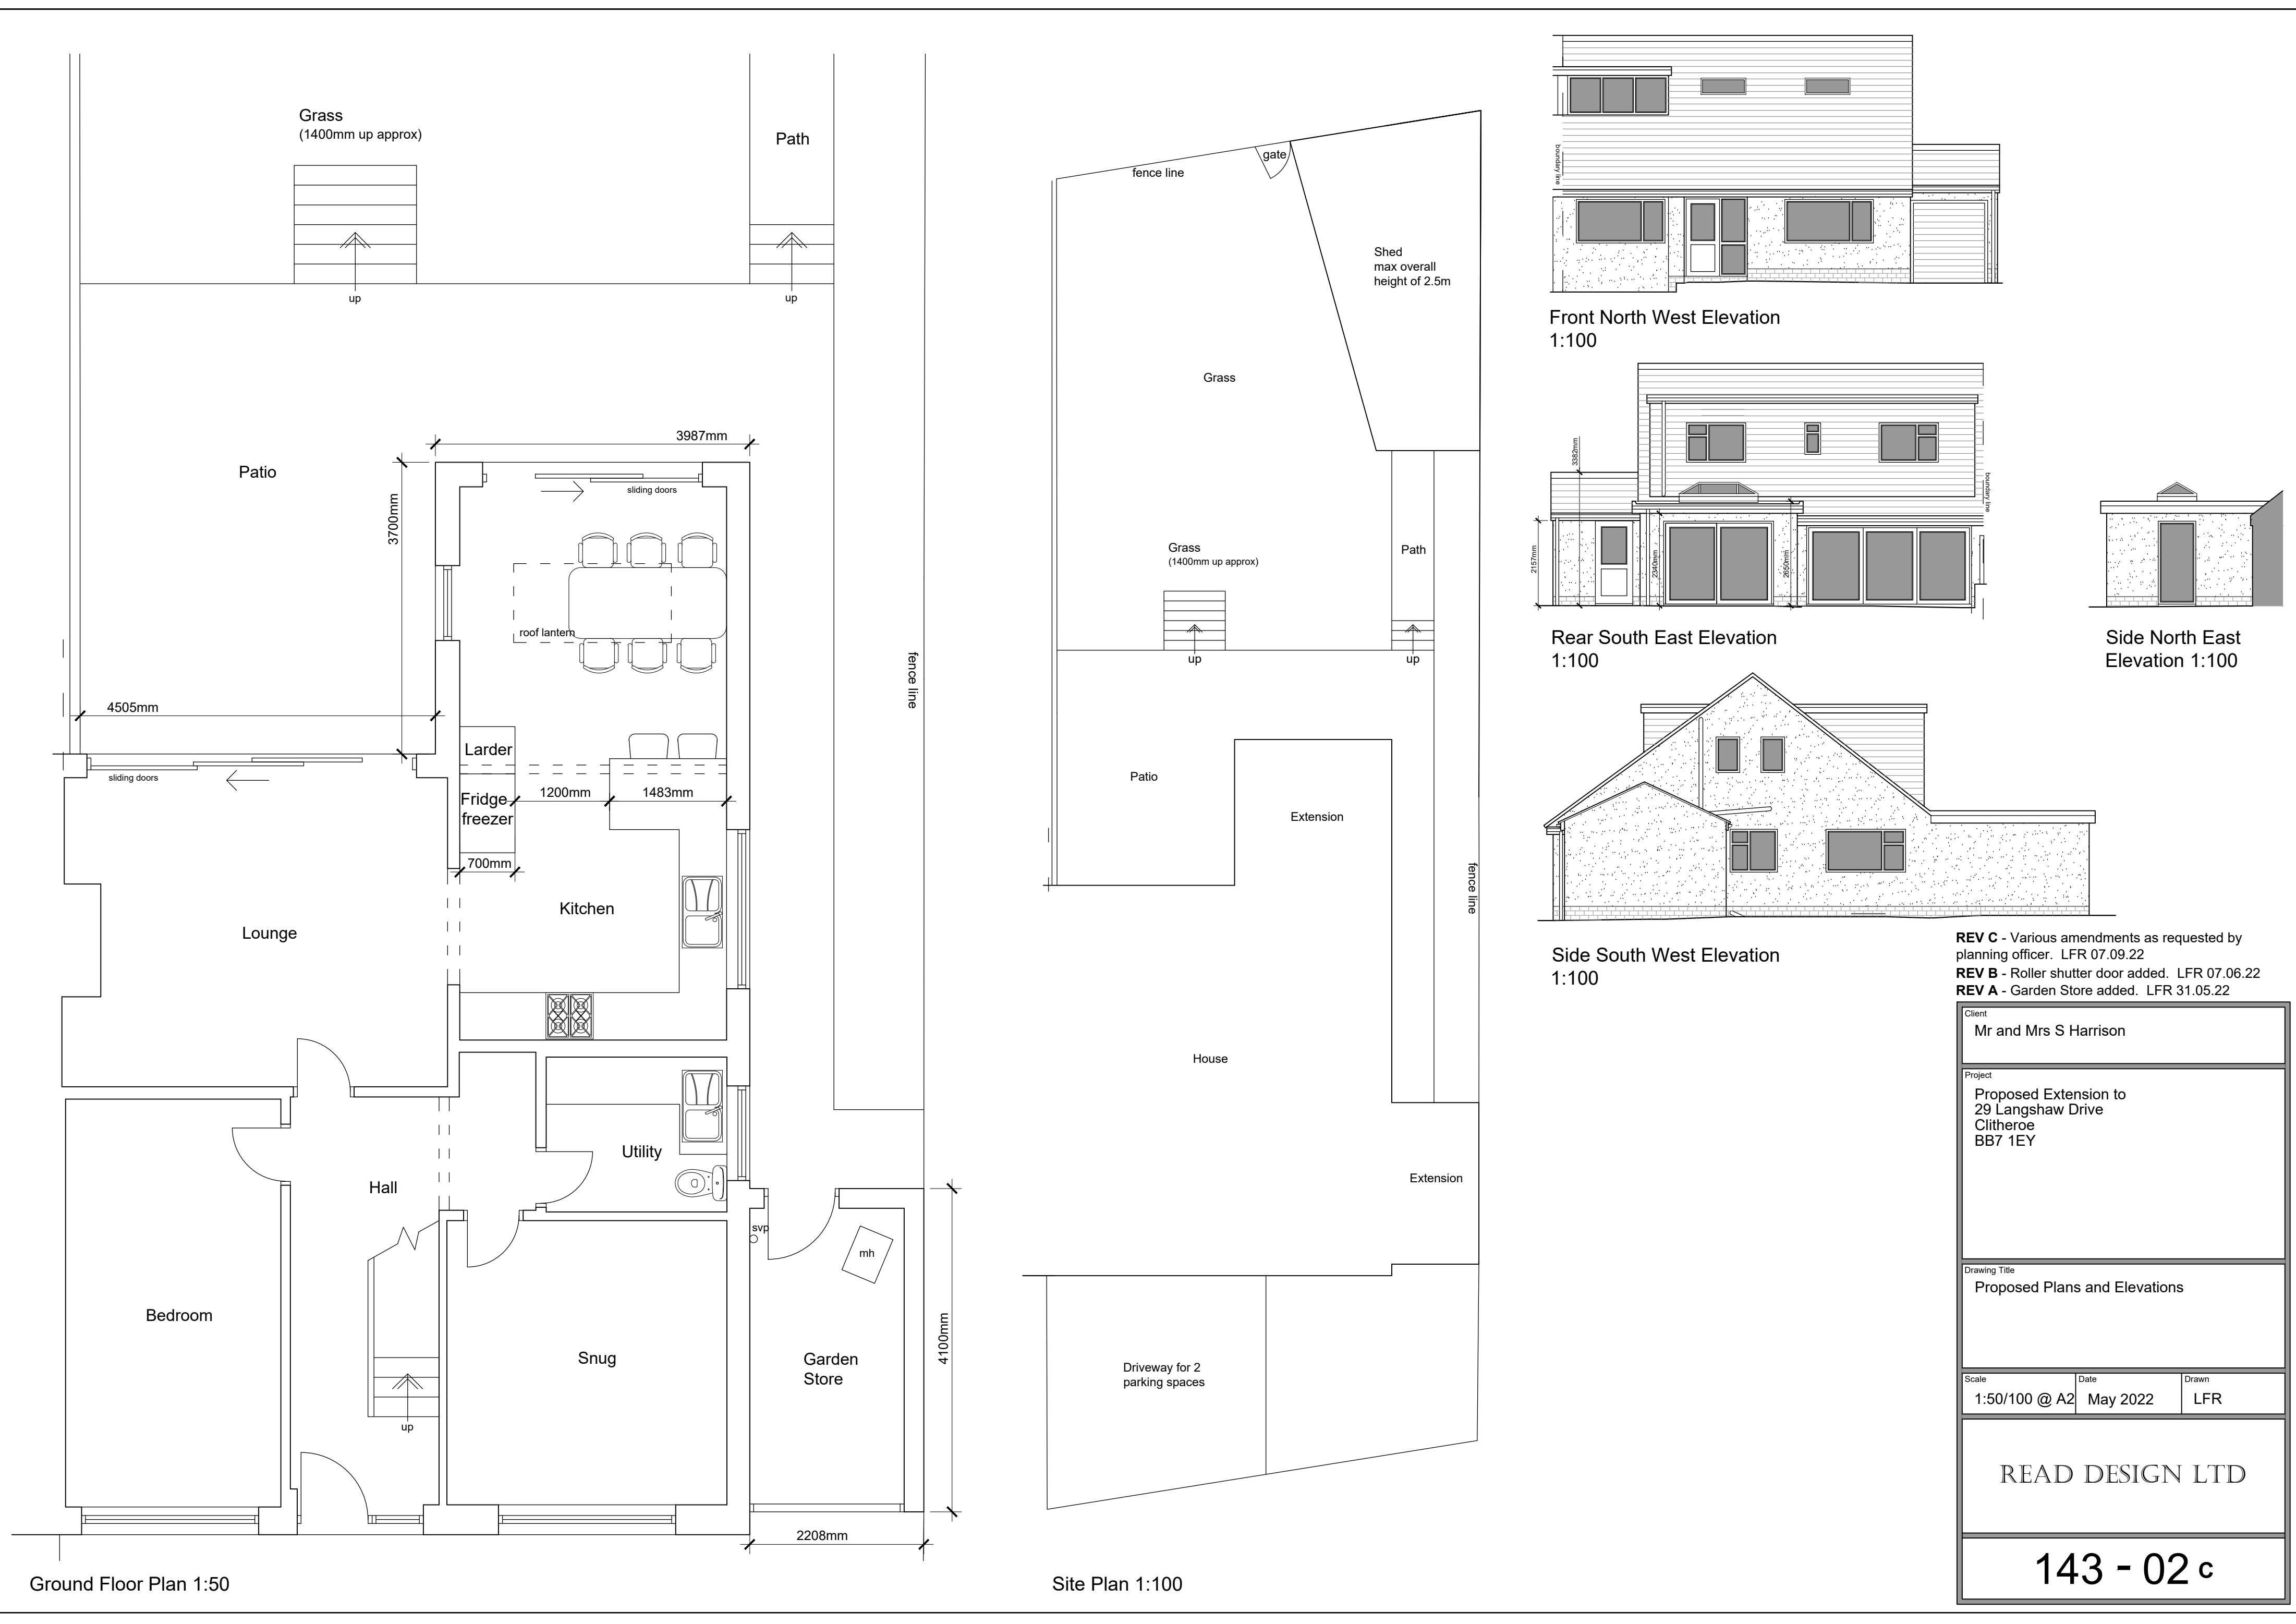 Grass
(1400mm up approx)
Path
up
up
3987mm
Patio
3700mm
sliding doors
roof lantern
4505mm
sliding doors
Larder
Fridge
freezer
1200mm
1483mm
700mm
Kitchen
Lounge
fence line
Utility
Hall
svp
mh
Bedroom
Snug
Garden
Store
4100mm
up
2208mm
Ground Floor Plan 1:50
gate
fence line
Shed
max overall
height of 2.5m
Grass
Grass
(1400mm up approx)
Path
up
up
Patio
Extension
fence line
House
Extension
Driveway for 2
parking spaces
Site Plan 1:100
boundary line
Front North West Elevation
1:100
3382mm
2157mm
2340mm
2650mm
boundary line
Rear South East Elevation
1:100
Side North East
Elevation 1:100
Side South West Elevation
1:100
REV C - Various amendments as requested by
planning officer. LFR 07.09.22
REV B - Roller shutter door added. LFR 07.06.22
REV A - Garden Store added. LFR 31.05.22
Client
Mr and Mrs S Harrison
Project
Proposed Extension to
29 Langshaw Drive
Clitheroe
BB7 1EY
Drawing Title
Proposed Plans and Elevations
Scale
1:50/100 @ A2
Date
May 2022
Drawn
LFR
READ DESIGN LTD
143 - 02 C